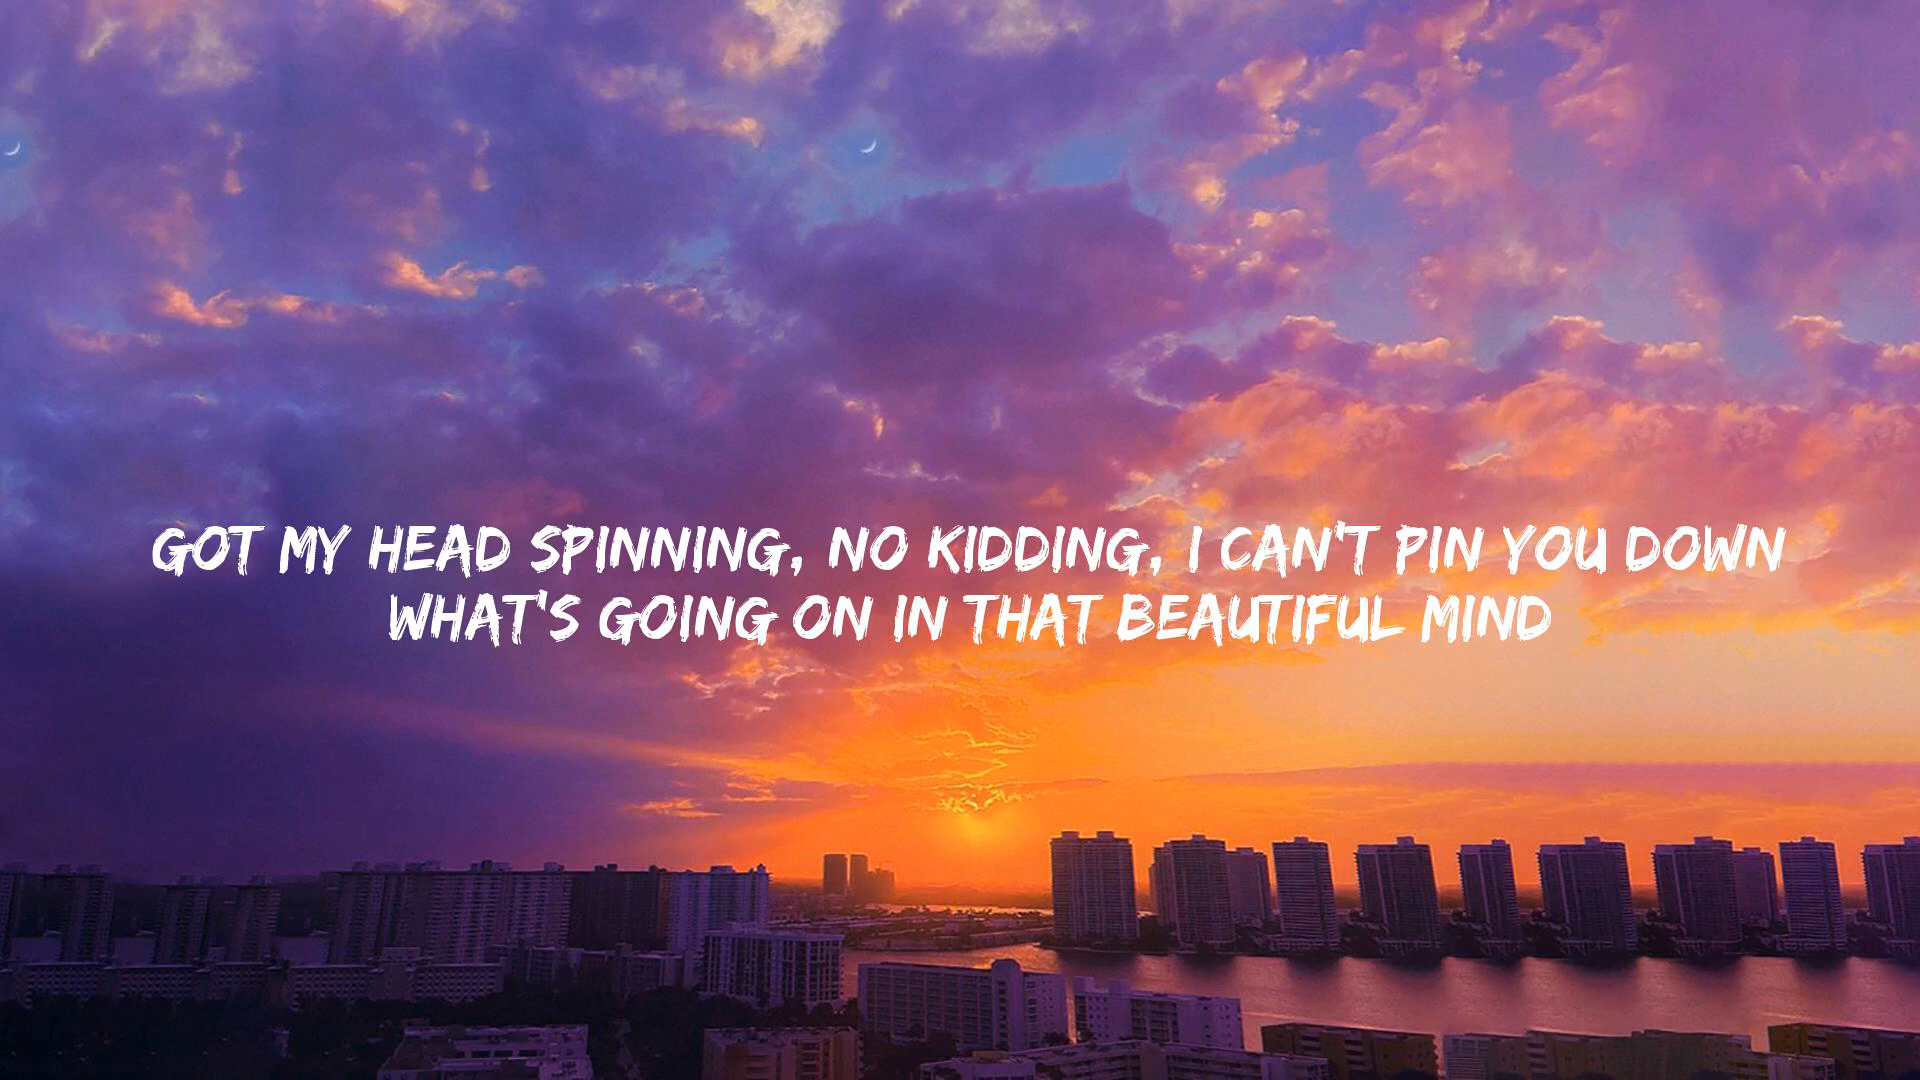 GOT MY HEAD SPINNING, NO KIDDING, I CAN'T PIN YOU DOWN
WHAT'S GOING ON IN THAT BEAUTIFUL MIND